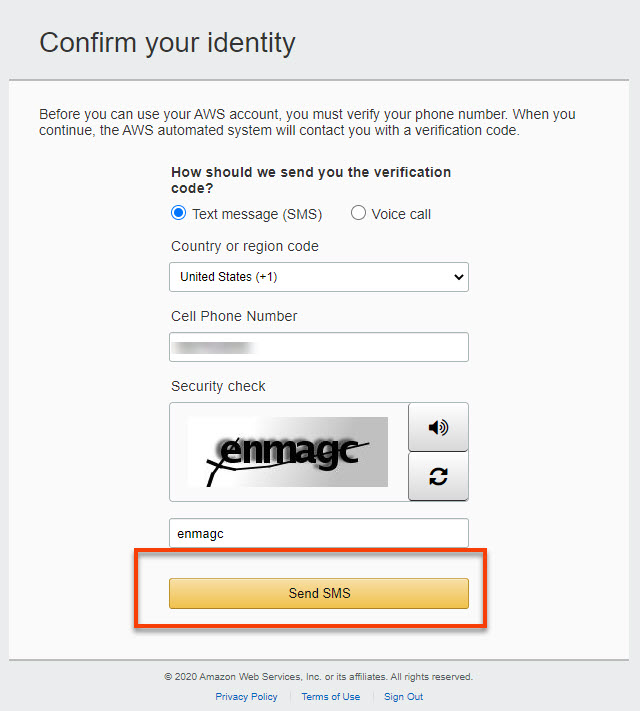 Confirm your identity
Before you can use your AWS account, you must verify your phone number. When you
continue, the AWS automated system will contact you with a verification code.
How should we send you the verification
code?
Text message (SMS)
Voice call
Country or region code
United States (+1)
Cell Phone Number
Security check
enmagc
enmagc
Send SMS
© 2020 Amazon Web Services, Inc. or its affiliates. All rights reserved.
Privacy Policy
Terms of Use
Sign Out